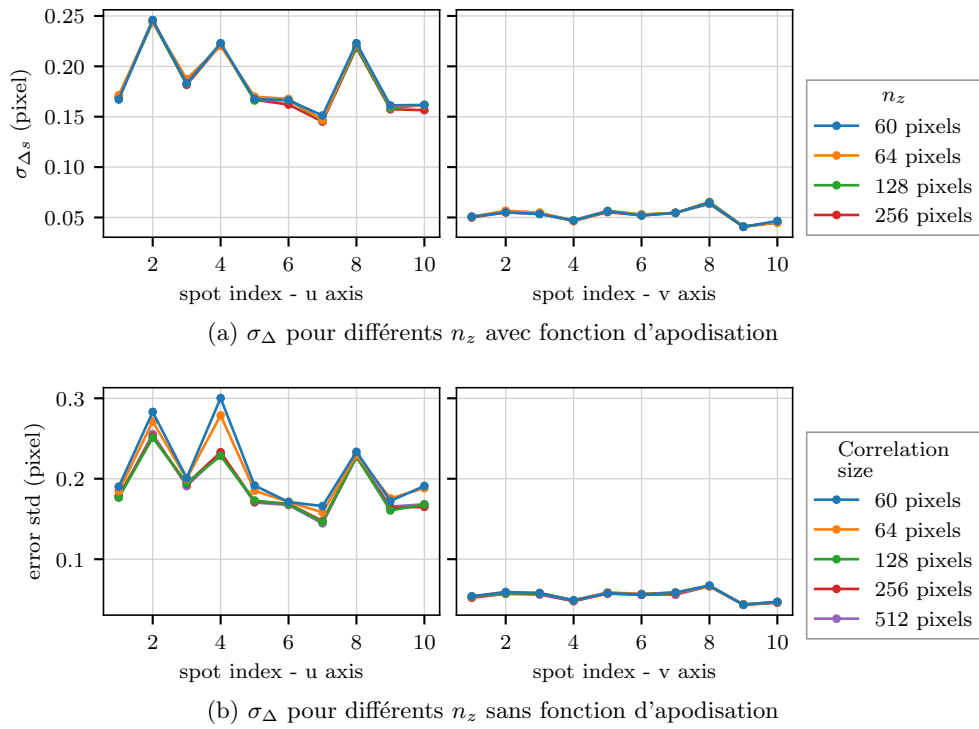 0.25
0.20
0.15
0.10
0.05
σΔs (pixel)
2 4 6 8 10
2 4 6 8 10
spot index - u axis
spot index - v axis
nz
60 pixels
64 pixels
128 pixels
256 pixels
(a) σΔ pour différents nz avec fonction d'apodisation
0.3
0.2
0.1
error std (pixel)
2 4 6 8 10
2 4 6 8 10
spot index - u axis
spot index - v axis
Correlation
size
60 pixels
64 pixels
128 pixels
256 pixels
512 pixels
(b) σΔ pour différents nz sans fonction d'apodisation